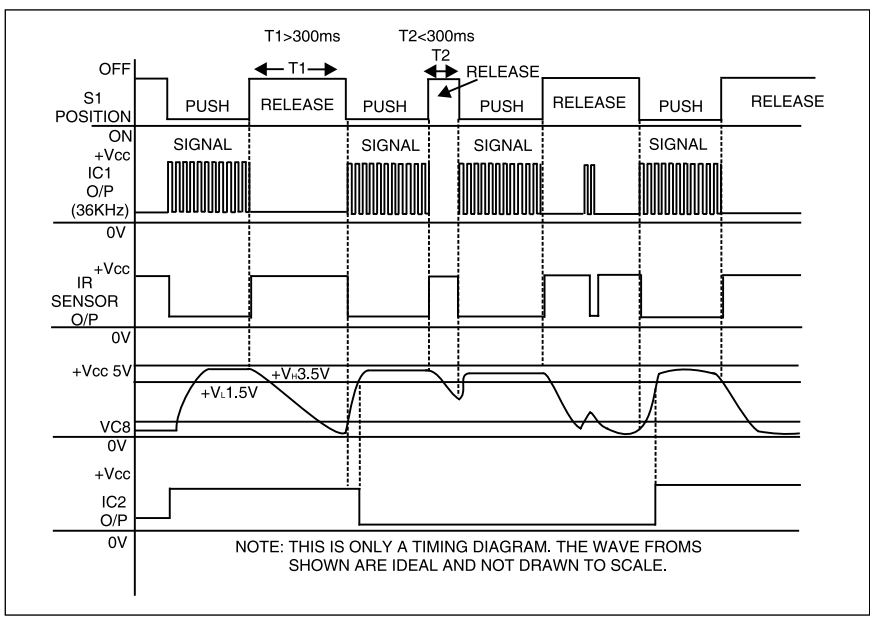 T1>300ms
T2<300ms
T2
OFF
T1
RELEASE
S1
POSITION
PUSH
RELEASE
PUSH
PUSH
RELEASE
PUSH
RELEASE
ON
SIGNAL
SIGNAL
SIGNAL
SIGNAL
+Vcc
IC1
O/P
(36KHz)
0V
+Vcc
IR
SENSOR
O/P
0V
+Vcc 5V
+VH3.5V
+VL1.5V
VC8
0V
+Vcc
IC2
O/P
0V
NOTE: THIS IS ONLY A TIMING DIAGRAM. THE WAVE FROMS
SHOWN ARE IDEAL AND NOT DRAWN TO SCALE.